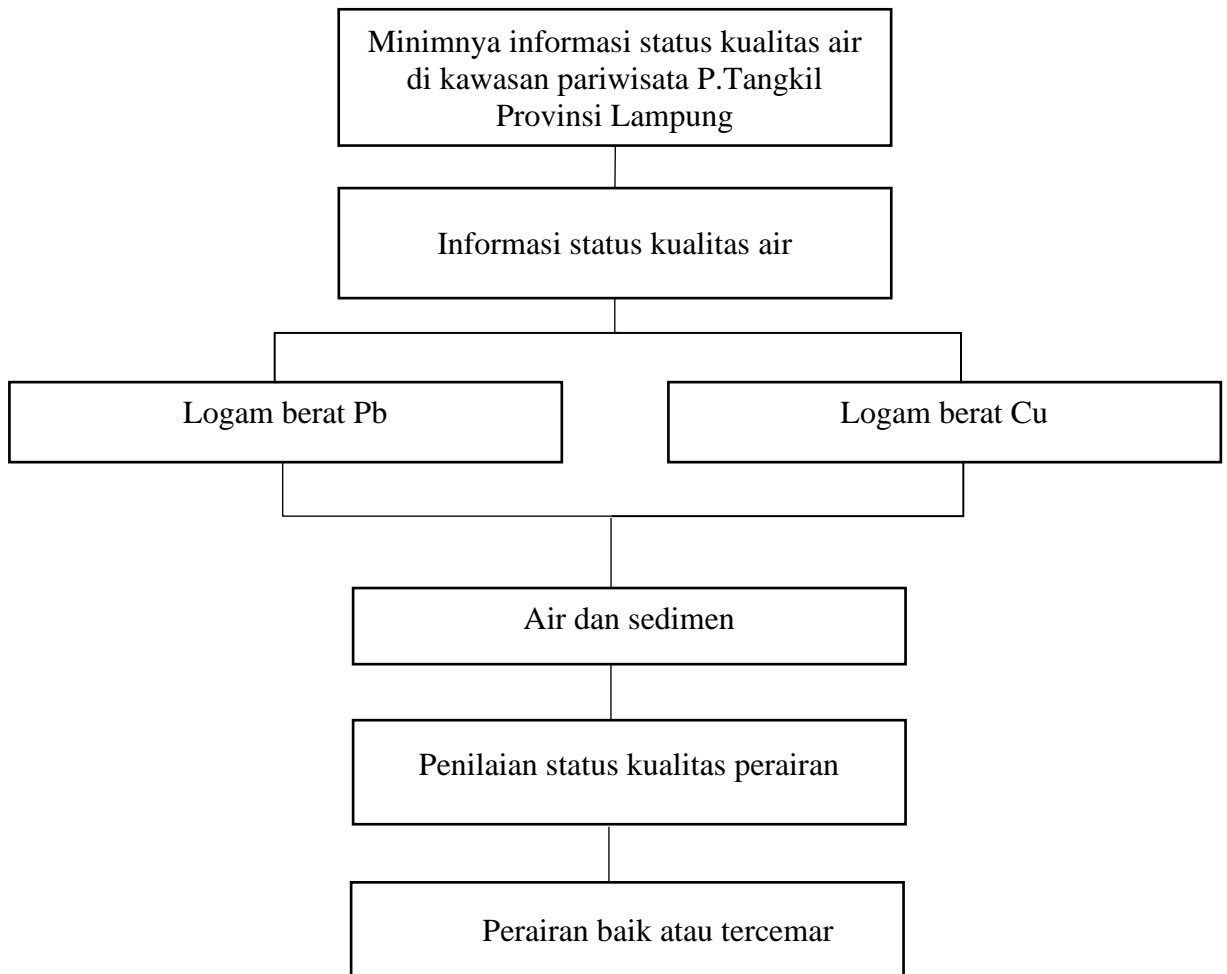 Minimnya informasi status kualitas air
di kawasan pariwisata P.Tangkil
Provinsi Lampung
Informasi status kualitas air
Logam berat Pb
Logam berat Cu
Air dan sedimen
Penilaian status kualitas perairan
Perairan baik atau tercemar